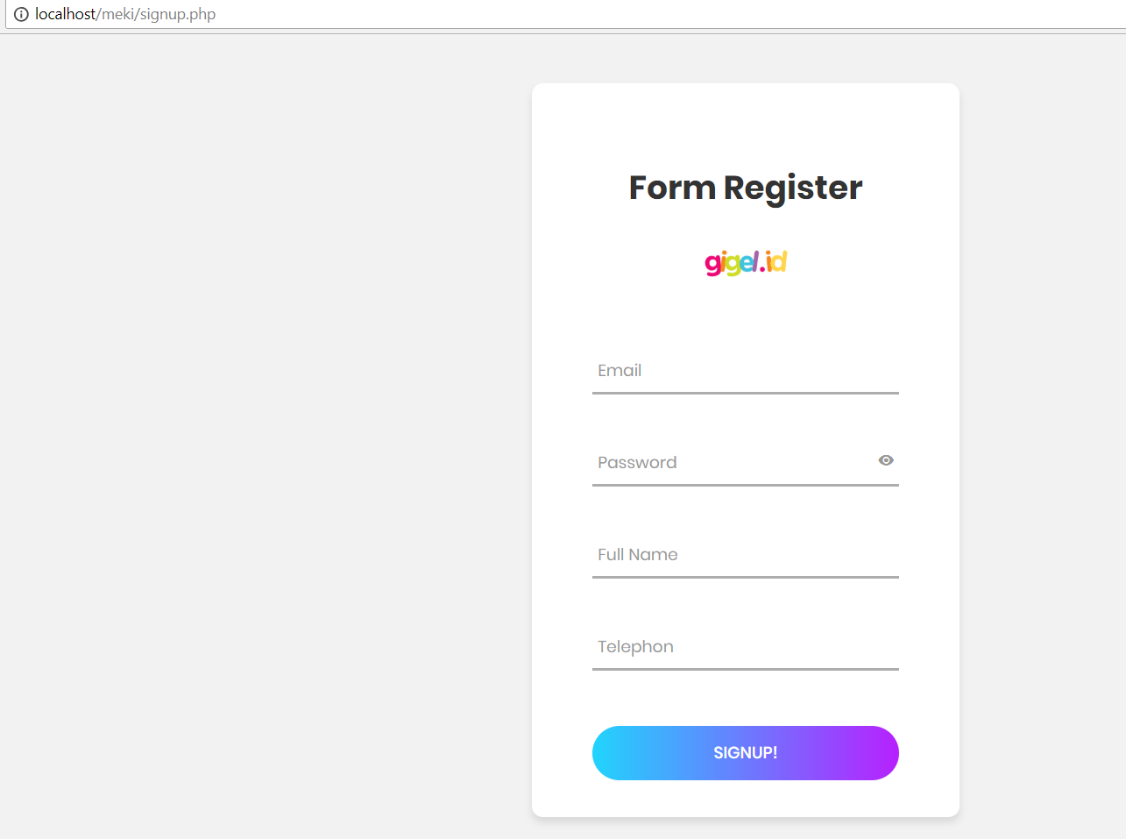 localhost/meki/signup.php
Form Register
gigel.id
Email
Password
Full Name
Telephon
SIGNUP!